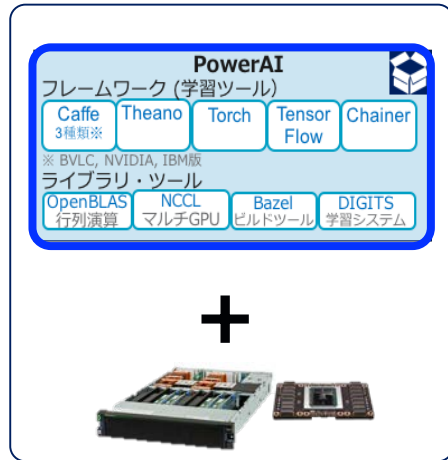 PowerAI
フレームワーク (学習ツール)
Caffe
3種類※
Theano
Torch
Tensor
Flow
Chainer
※ BVLC, NVIDIA, IBM版
ライブラリ・ツール
OpenBLAS
行列演算
NCCL
マルチGPU
Bazel
ビルドツール
DIGITS
学習システム
+